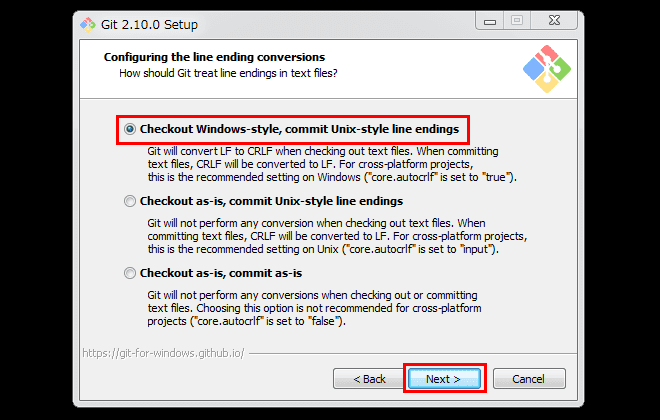 Git 2.10.0 Setup
Configuring the line ending conversions
How should Git treat line endings in text files?
Checkout Windows-style, commit Unix-style line endings
Git will convert LF to CRLF when checking out text files. When committing
text files, CRLF will be converted to LF. For cross-platform projects,
this is the recommended setting on Windows ("core.autocrlf" is set to "true").
Checkout as-is, commit Unix-style line endings
Git will not perform any conversion when checking out text files. When
committing text files, CRLF will be converted to LF. For cross-platform projects,
this is the recommended setting on Unix ("core.autocrlf" is set to "input").
Checkout as-is, commit as-is
Git will not perform any conversions when checking out or committing
text files. Choosing this option is not recommended for cross-platform
projects ("core.autocrlf" is set to "false").
https://git-for-windows.github.io/
< Back
Next >
Cancel